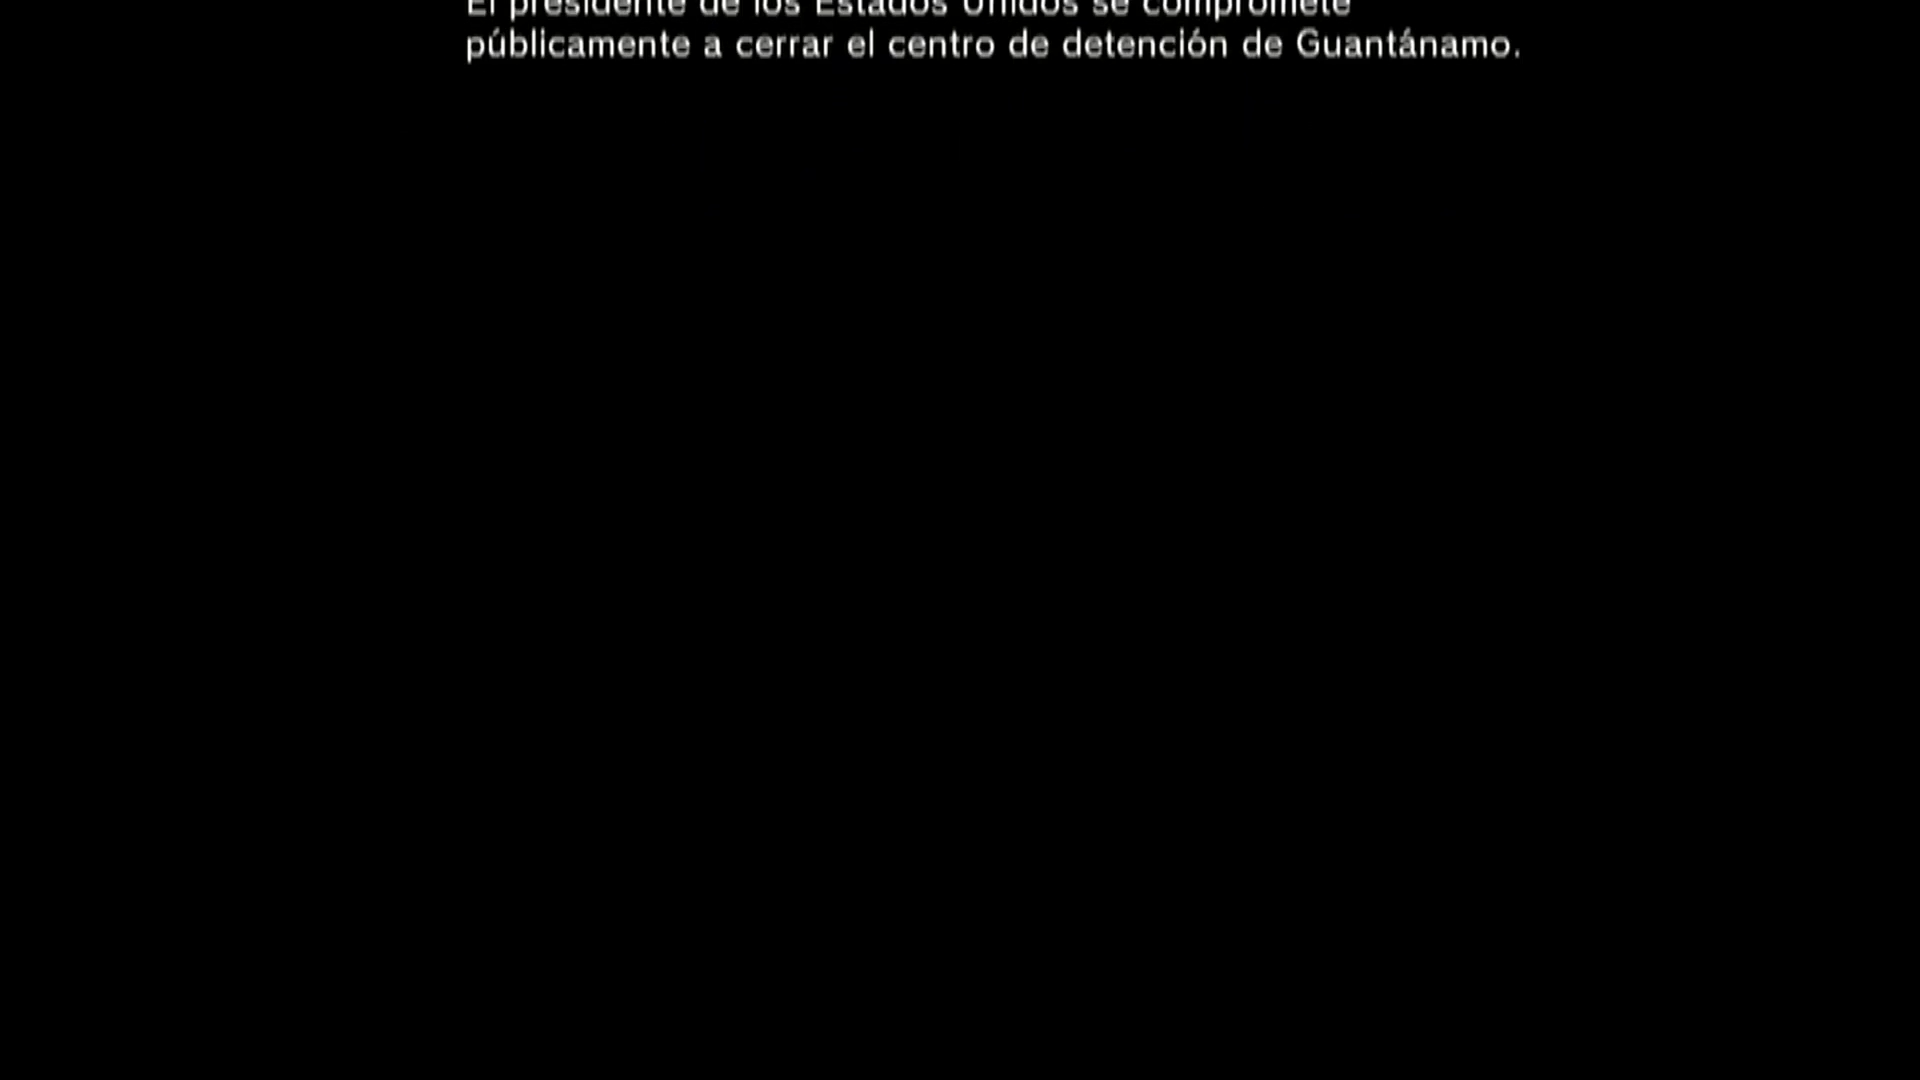 El presidente de los Estados Unidos se compromete
públicamente a cerrar el centro de detención de Guantánamo.